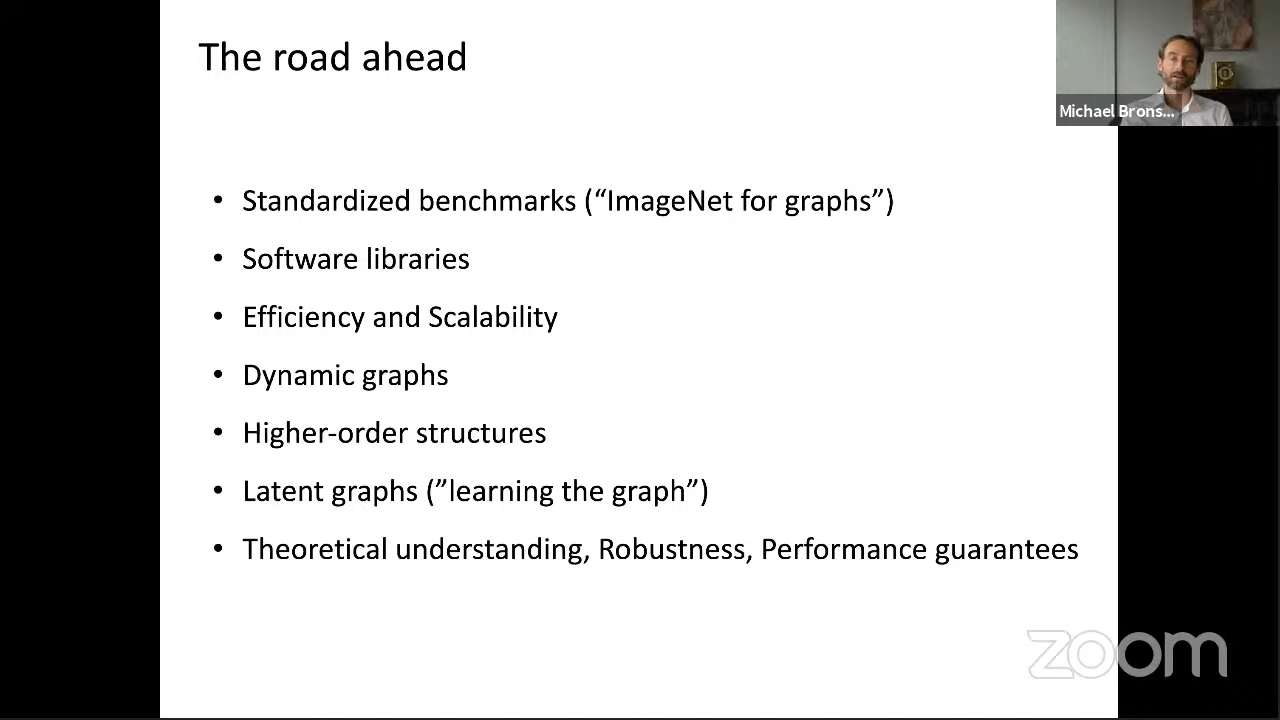 The road ahead
Michael Brons...
• Standardized benchmarks (“ImageNet for graphs”)
• Software libraries
• Efficiency and Scalability
• Dynamic graphs
• Higher-order structures
• Latent graphs (”learning the graph”)
• Theoretical understanding, Robustness, Performance guarantees
zoom